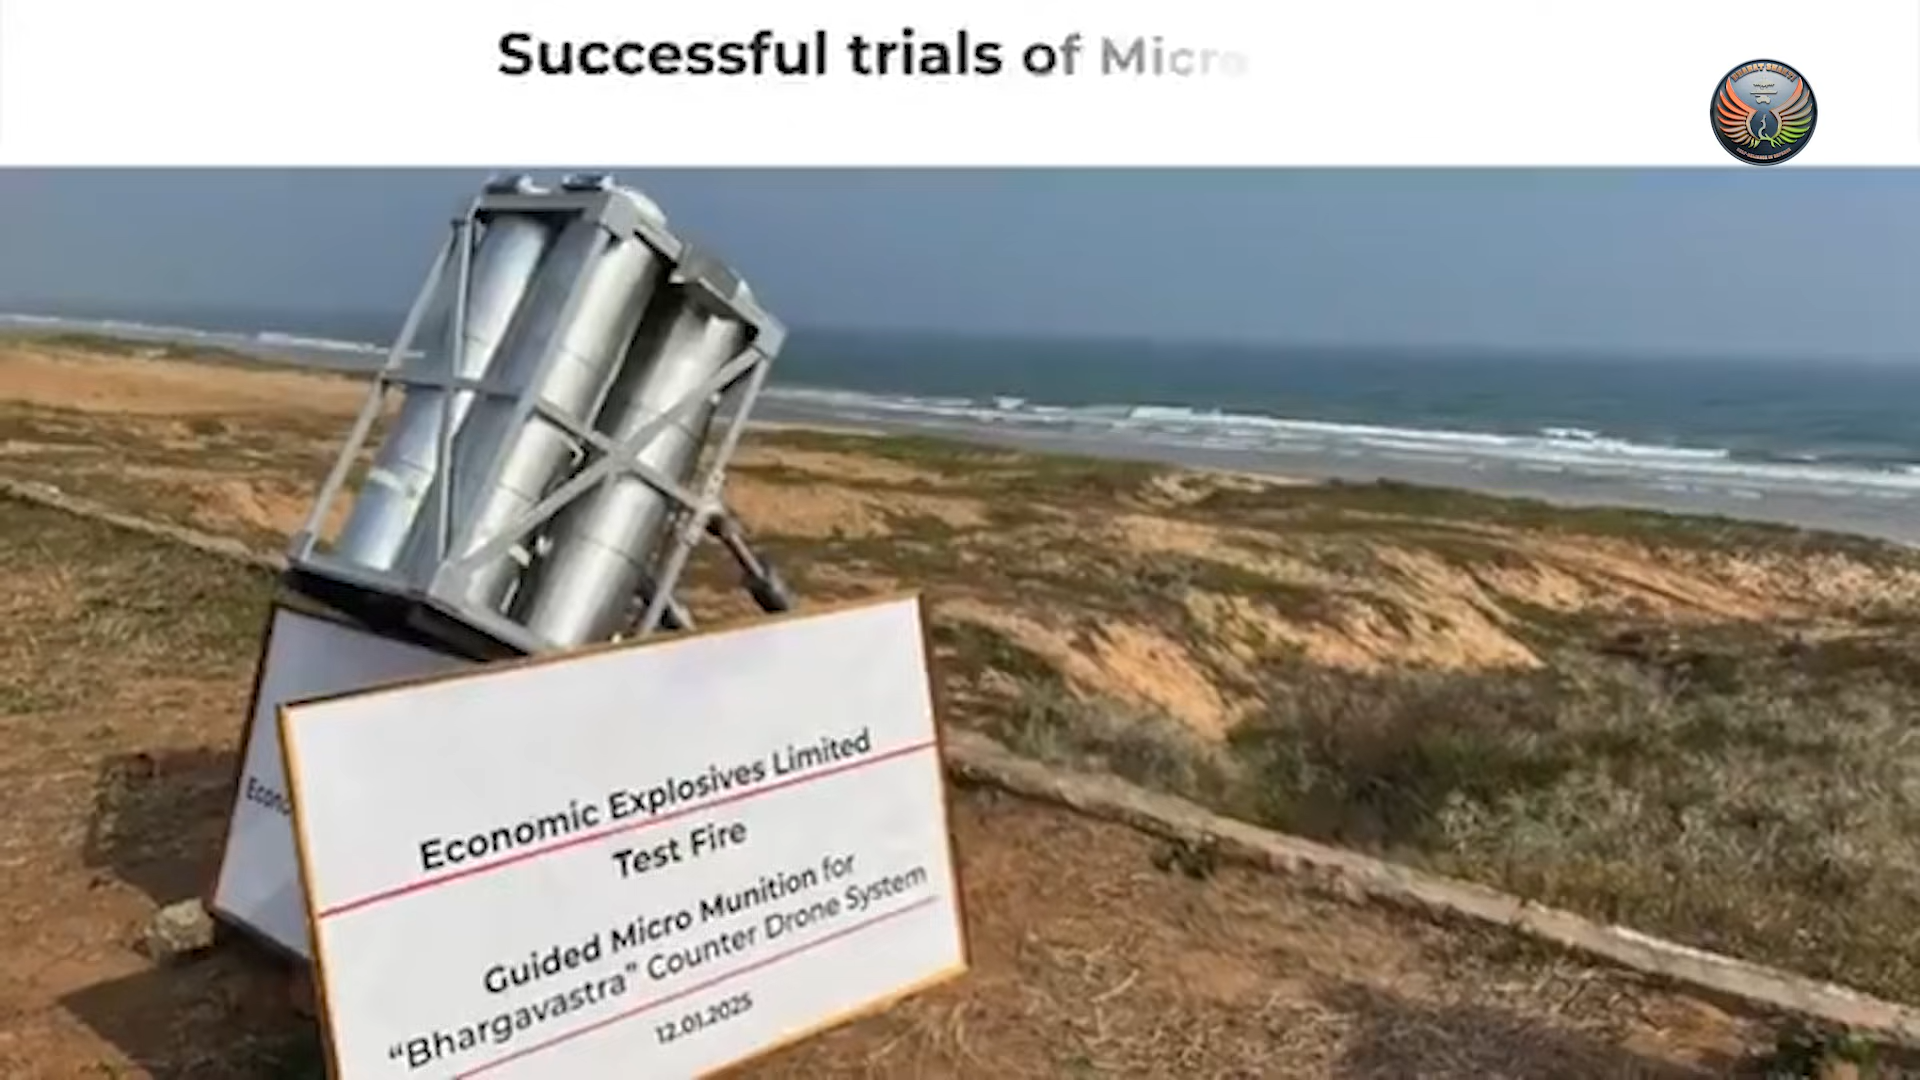 Successful trials of Micro
Economic Explosives Limited
Test Fire
Guided Micro Munition for
“Bhargavastra” Counter Drone System
12.01.2025